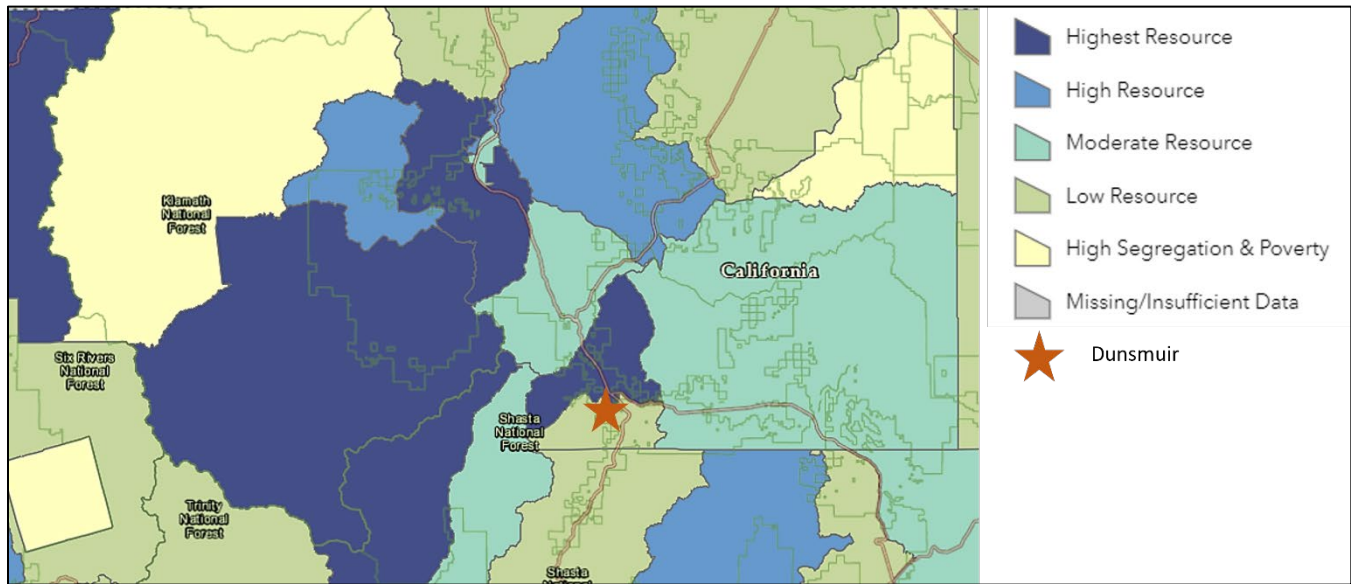 Klamath
National
Forest
California
Six Rivers
National
Forest
Shasta
National
Forest
Trinity
National
Forest
Shasta
National
Highest Resource
High Resource
Moderate Resource
Low Resource
High Segregation & Poverty
Missing/Insufficient Data
Dunsmuir